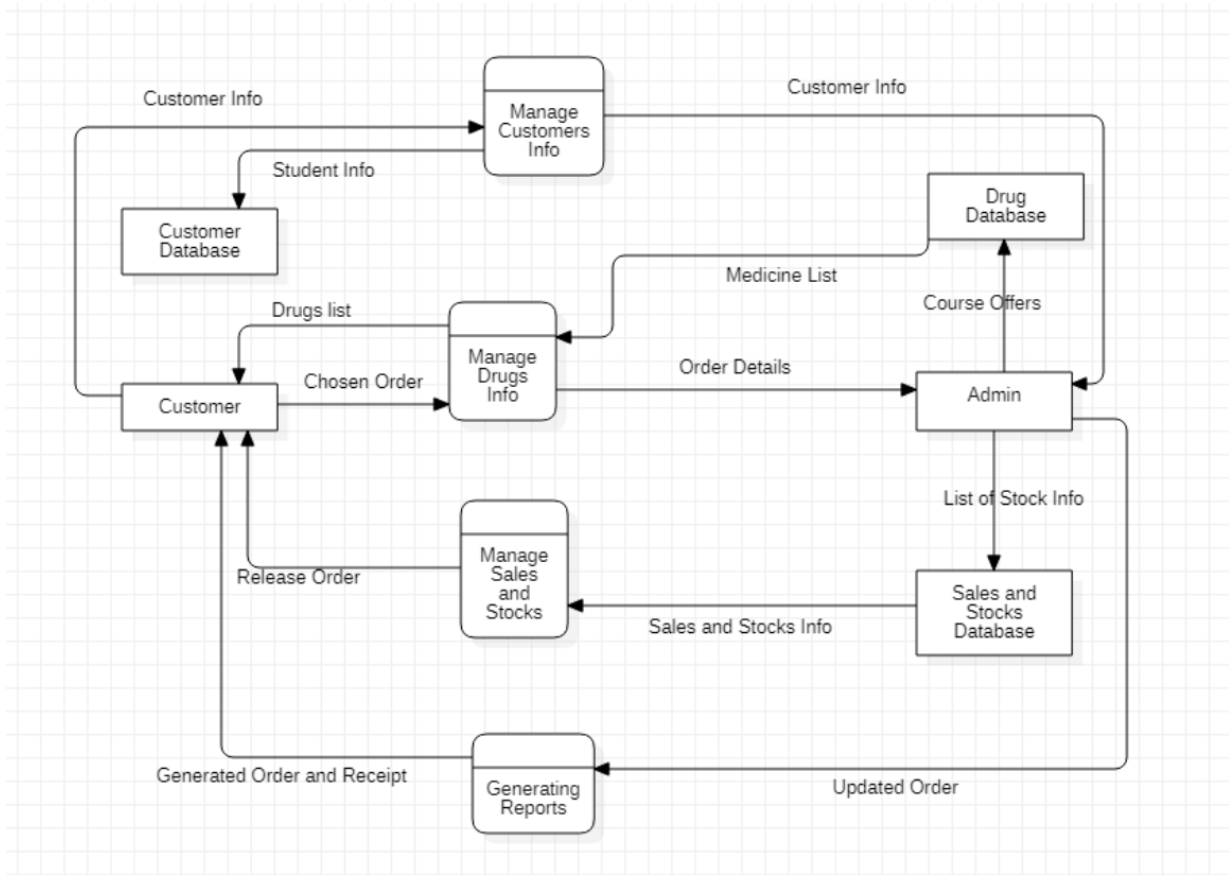 Customer Info
Customer Info
Manage
Customers
Info
Student Info
Drug
Database
Customer
Database
Medicine List
Course Offers
Drugs list
Manage
Drugs
Info
Order Details
Chosen Order
Admin
Customer
List of Stock Info
Manage
Sales
and
Stocks
Release Order
Sales and
Stocks
Database
Sales and Stocks Info
Generated Order and Receipt
Generating
Reports
Updated Order